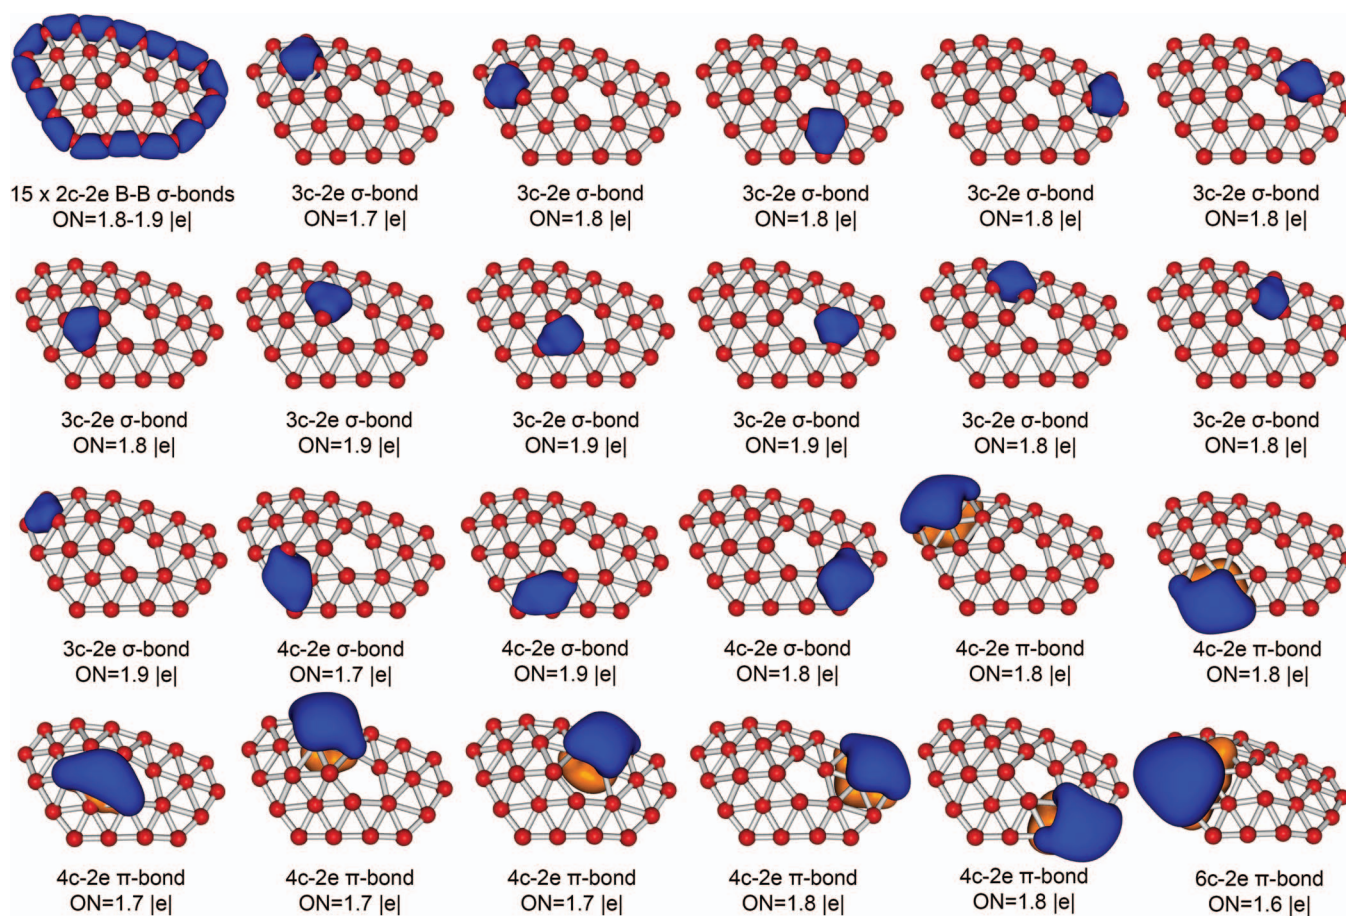 15 x 2c-2e B-B σ-bonds
ON=1.8-1.9 |e|
3c-2e σ-bond
ON=1.7 |e|
3c-2e σ-bond
ON=1.8 |e|
3c-2e σ-bond
ON=1.8 |e|
3c-2e σ-bond
ON=1.8 |e|
3c-2e σ-bond
ON=1.8 |e|
3c-2e σ-bond
ON=1.8 |e|
3c-2e σ-bond
ON=1.9 |e|
3c-2e σ-bond
ON=1.9 |e|
3c-2e σ-bond
ON=1.9 |e|
3c-2e σ-bond
ON=1.8 |e|
3c-2e σ-bond
ON=1.8 |e|
3c-2e σ-bond
ON=1.9 |e|
4c-2e σ-bond
ON=1.7 |e|
4c-2e σ-bond
ON=1.9 |e|
4c-2e σ-bond
ON=1.8 |e|
4c-2e π-bond
ON=1.8 |e|
4c-2e π-bond
ON=1.8 |e|
4c-2e π-bond
ON=1.7 |e|
4c-2e π-bond
ON=1.7 |e|
4c-2e π-bond
ON=1.7 |e|
4c-2e π-bond
ON=1.8 |e|
4c-2e π-bond
ON=1.8 |e|
6c-2e π-bond
ON=1.6 |e|